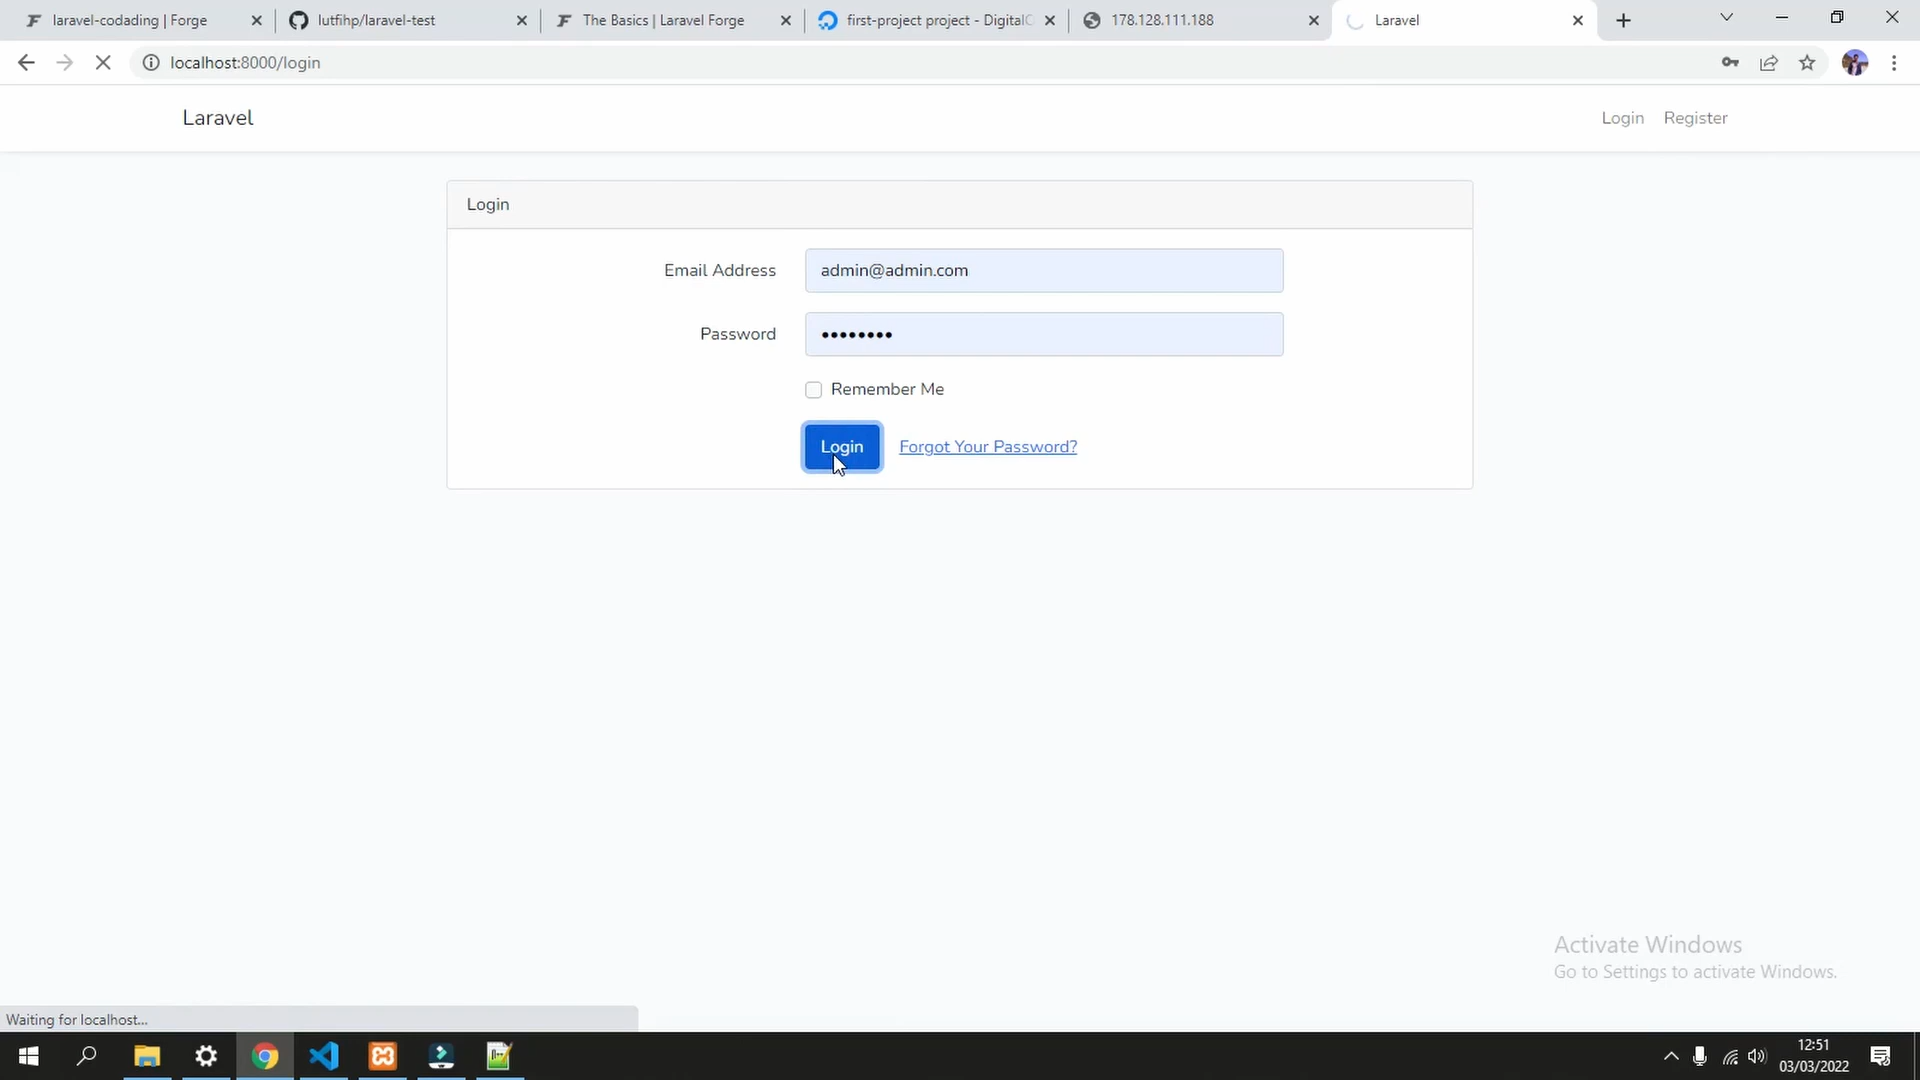 laravel-codading | Forge
lutfihp/laravel-test
The Basics | Laravel Forge
first-project project - Digital
178.128.111.188
Laravel
localhost:8000/login
Laravel
Login
Register
Login
Email Address
admin@admin.com
Password
••••••••
Remember Me
Login
Forgot Your Password?
Activate Windows
Go to Settings to activate Windows.
Waiting for localhost...
12:51
03/03/2022